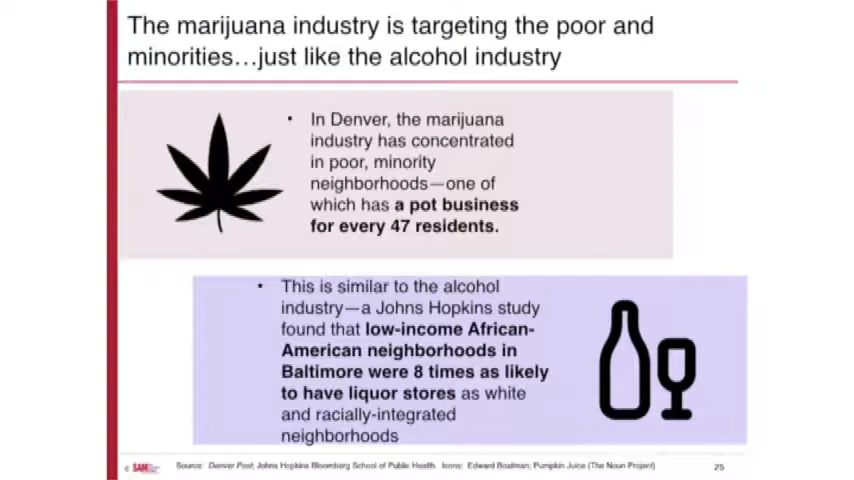 The marijuana industry is targeting the poor and
minorities…just like the alcohol industry
• In Denver, the marijuana
industry has concentrated
in poor, minority
neighborhoods—one of
which has a pot business
for every 47 residents.
• This is similar to the alcohol
industry—a Johns Hopkins study
found that low-income African-
American neighborhoods in
Baltimore were 8 times as likely
to have liquor stores as white
and racially-integrated
neighborhoods
SAM
Source: Denver Post; Johns Hopkins Bloomberg School of Public Health. Icons: Edward Boatman; Pumpkin Juice (The Noun Project)
25